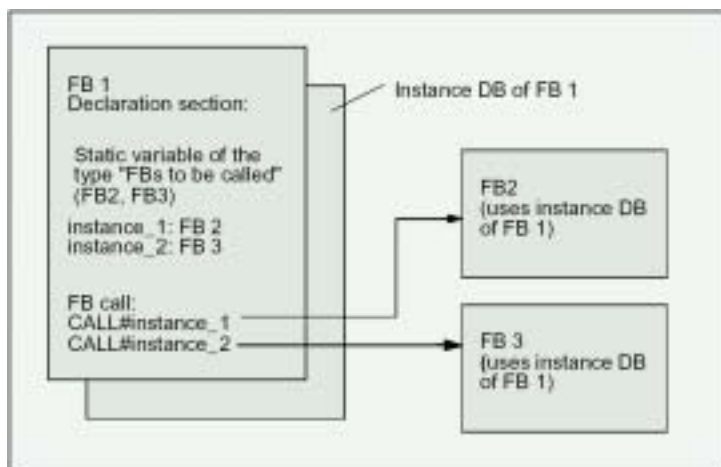 FB 1
Declaration section:
Static variable of the
type "FBs to be called"
(FB2, FB3)
instance_1: FB 2
instance_2: FB 3
FB call:
CALL#instance_1
CALL#instance_2
Instance DB of FB 1
FB2
(uses instance DB
of FB 1)
FB 3
(uses instance DB
of FB 1)